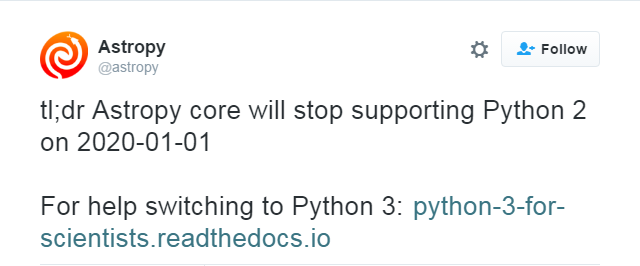 Astropy
@astropy
Follow
tl;dr Astropy core will stop supporting Python 2
on 2020-01-01
For help switching to Python 3: python-3-for-
scientists.readthedocs.io